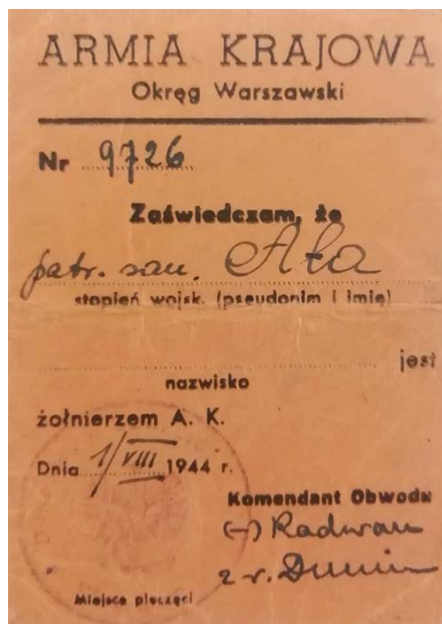 ARMIA KRAJOWA
Okręg Warszawski
Nr 9726
Zaświadczam, że
patr. san. Ala
stopień wojsk. (pseudonim i imię)
jest
nazwisko
żołnierzem A. K.
Dnia 1/VIII 1944 r.
Komendant Obwodu
(-) Radwan
z r. Dunin
Miejsce pieczęci